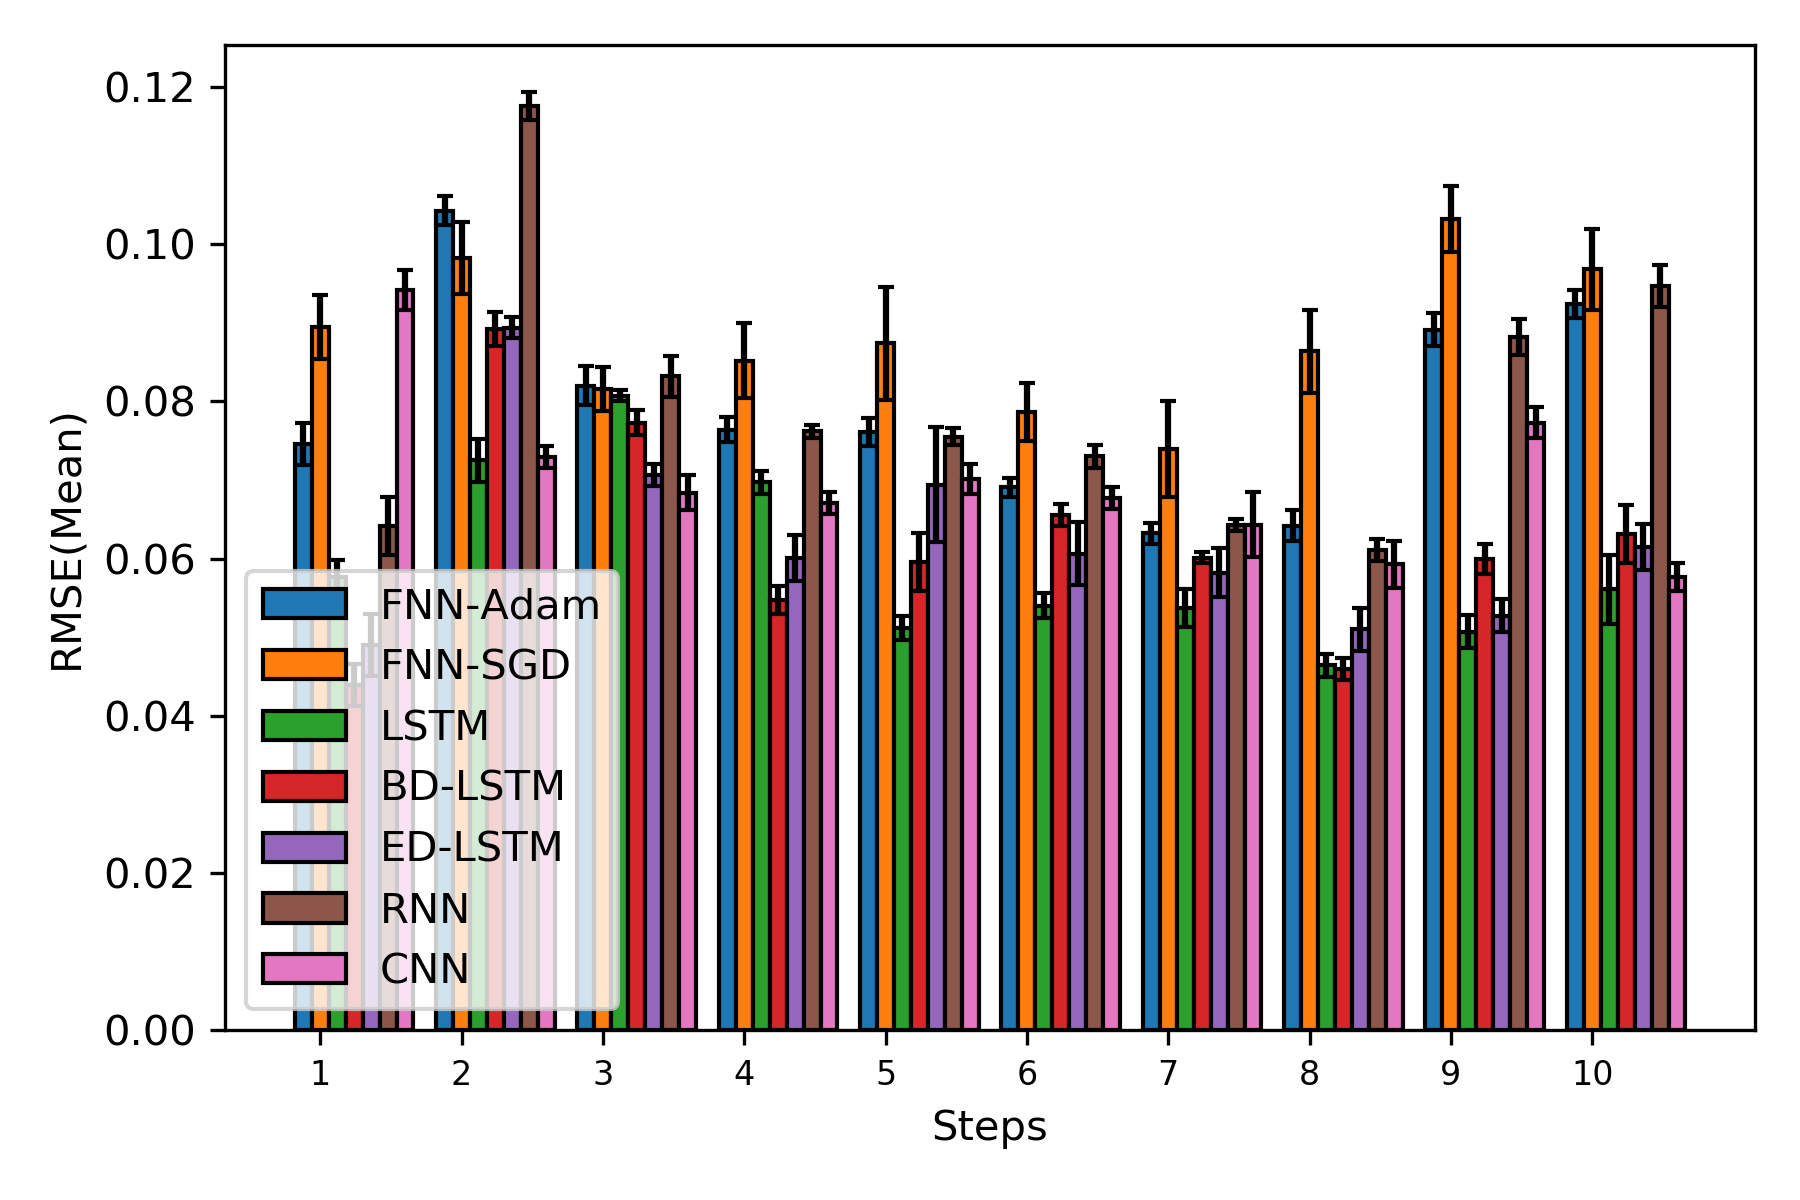 0.12
0.10
0.08
0.06
0.04
0.02
0.00
RMSE(Mean)
FNN-Adam
FNN-SGD
LSTM
BD-LSTM
ED-LSTM
RNN
CNN
1 2 3 4 5 6 7 8 9 10
Steps